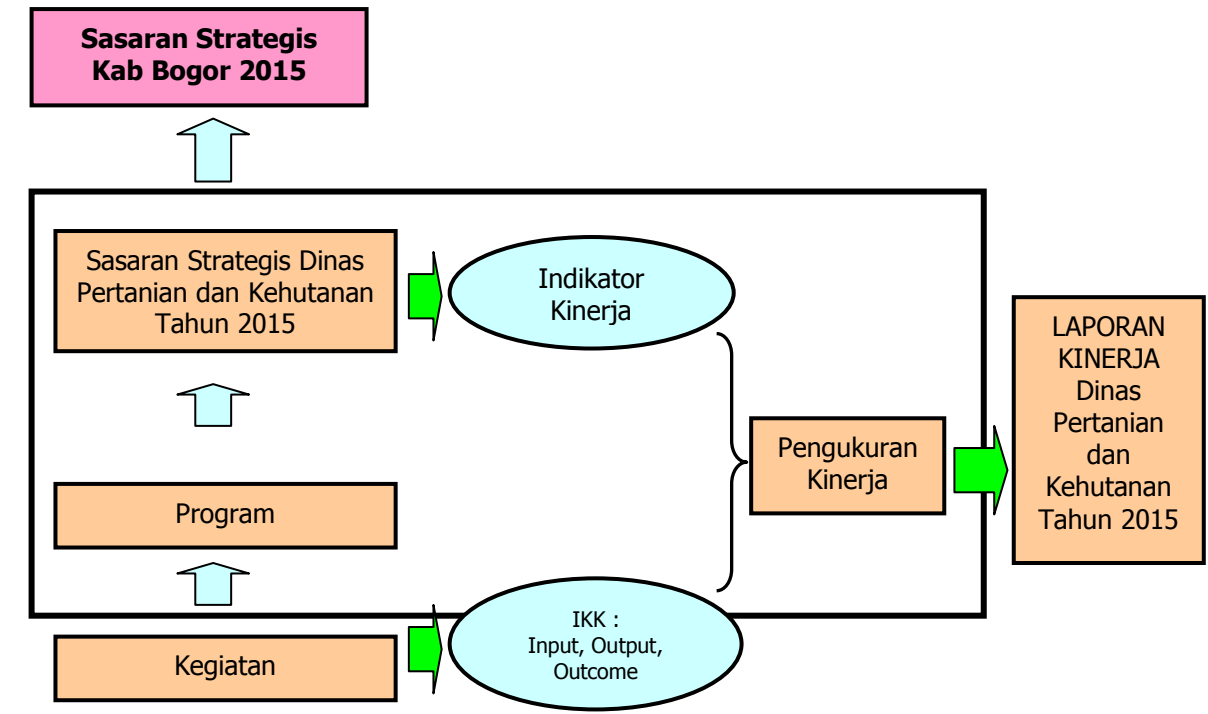 Sasaran Strategis
Kab Bogor 2015
Sasaran Strategis Dinas
Pertanian dan Kehutanan
Tahun 2015
Indikator
Kinerja
LAPORAN
KINERJA
Dinas
Pertanian
dan
Kehutanan
Tahun 2015
Pengukuran
Kinerja
Program
IKK :
Input, Output,
Outcome
Kegiatan